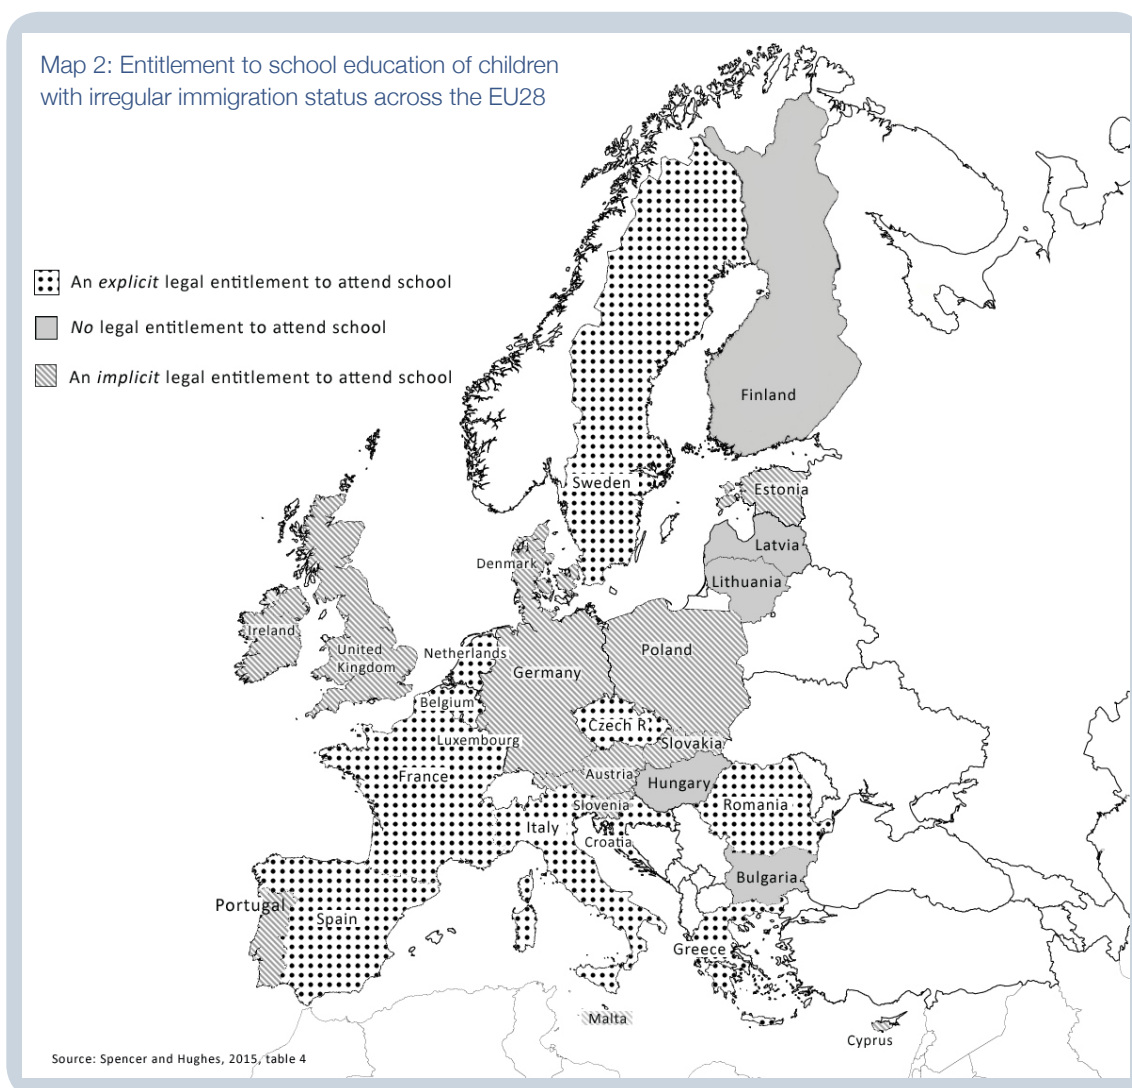 Map 2: Entitlement to school education of children
with irregular immigration status across the EU28
An explicit legal entitlement to attend school
No legal entitlement to attend school
An implicit legal entitlement to attend school
Finland
Sweden
Estonia
Latvia
Denmark
Lithuania
Ireland
United
Kingdom
Netherlands
Poland
Germany
Belgium
Czech R.
Luxembourg
Slovakia
France
Austria
Hungary
Slovenia
Romania
Italy
Croatia
Bulgaria
Portugal
Spain
Greece
Malta
Cyprus
Source: Spencer and Hughes, 2015, table 4